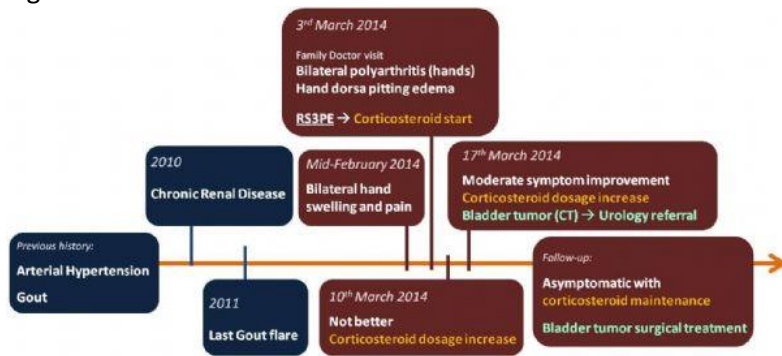 3rd March 2014
Family Doctor visit
Bilateral polyarthritis (hands)
Hand dorsa pitting edema
RS3PE → Corticosteroid start
2010
Chronic Renal Disease
Mid-February 2014
Bilateral hand
swelling and pain
17th March 2014
Moderate symptom improvement
Corticosteroid dosage increase
Bladder tumor (CT) → Urology referral
Previous history:
Arterial Hypertension
Gout
2011
Last Gout flare
10th March 2014
Not better
Corticosteroid dosage increase
Follow-up:
Asymptomatic with
corticosteroid maintenance
Bladder tumor surgical treatment